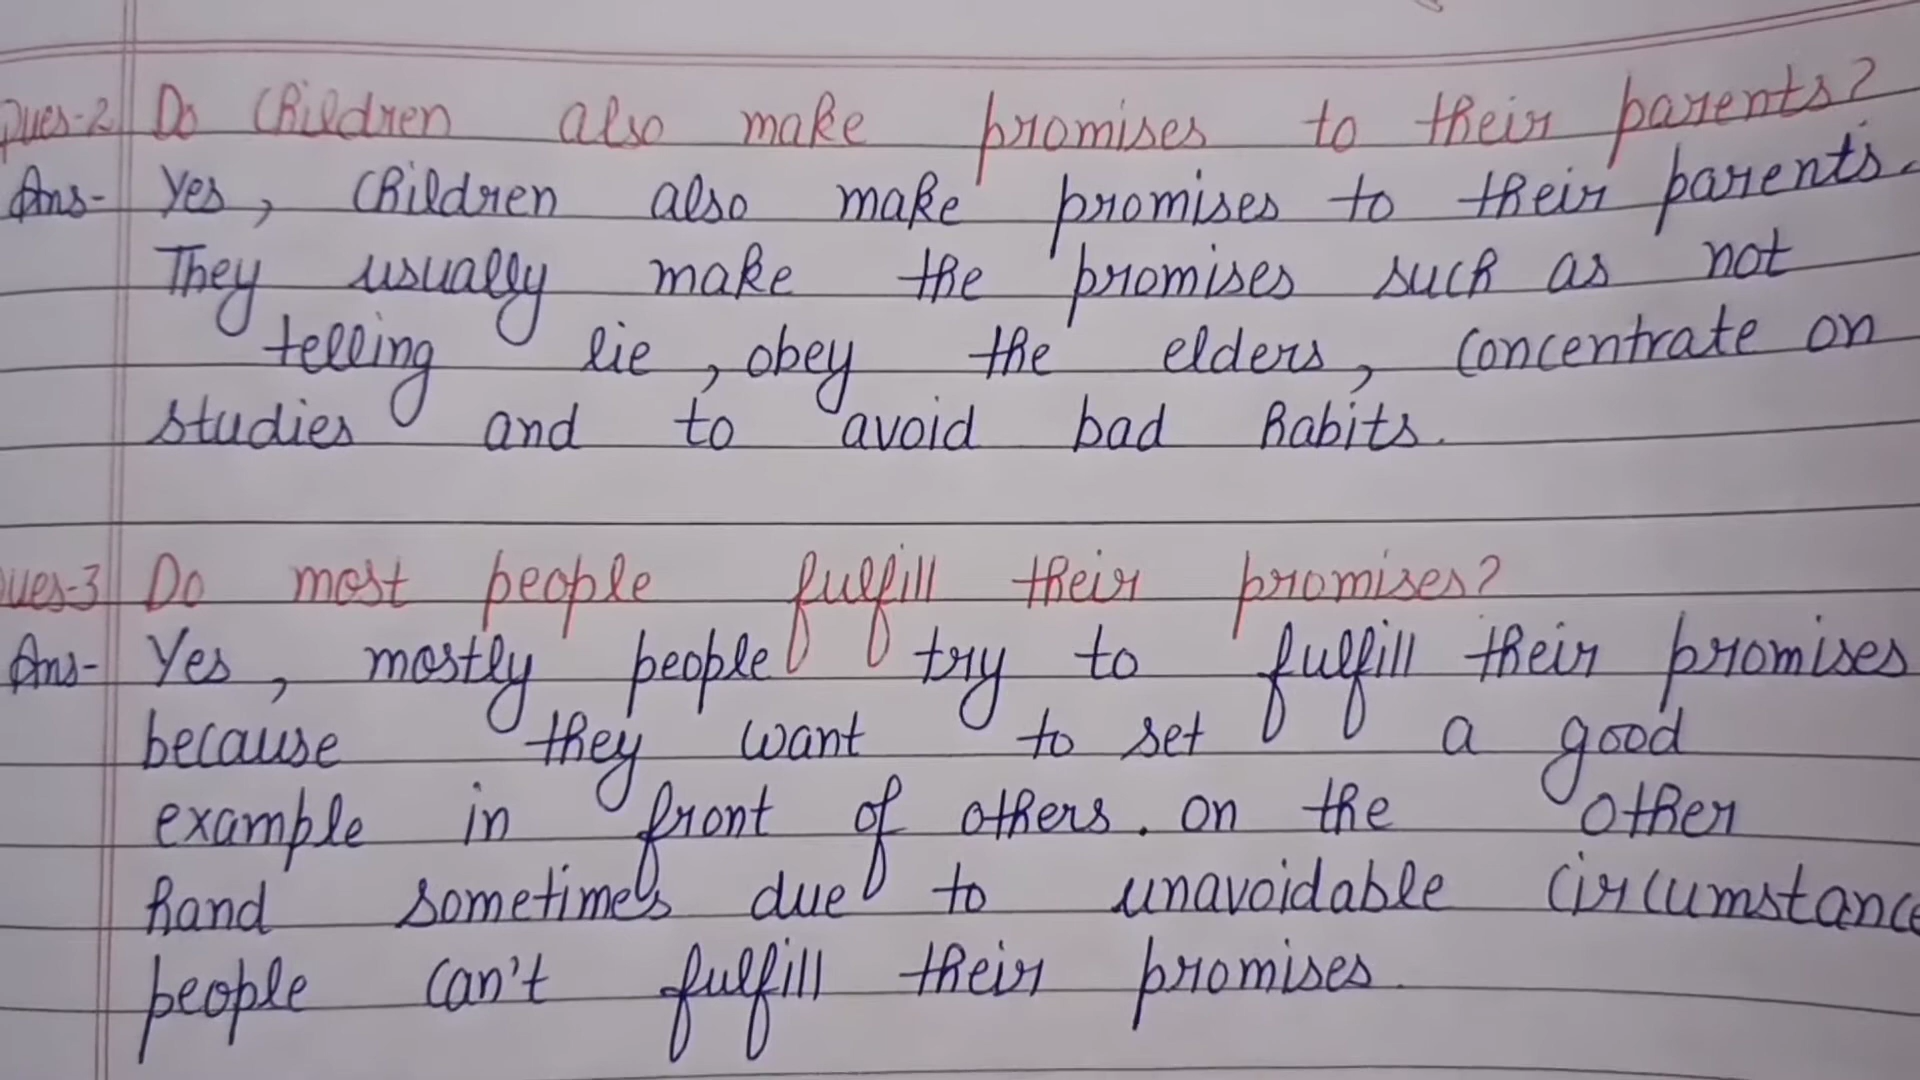 Ques-2 Do children also make promises to their parents?
Ans- Yes, children also make promises to their parents.
They usually make the promises such as not
telling lie, obey the elders, concentrate on
studies and to avoid bad habits.
Ques-3 Do most people fulfill their promises?
Ans- Yes, mostly people try to fulfill their promises
because they want to set a good
example in front of others. on the other
hand sometimes due to unavoidable circumstance
people can't fulfill their promises.